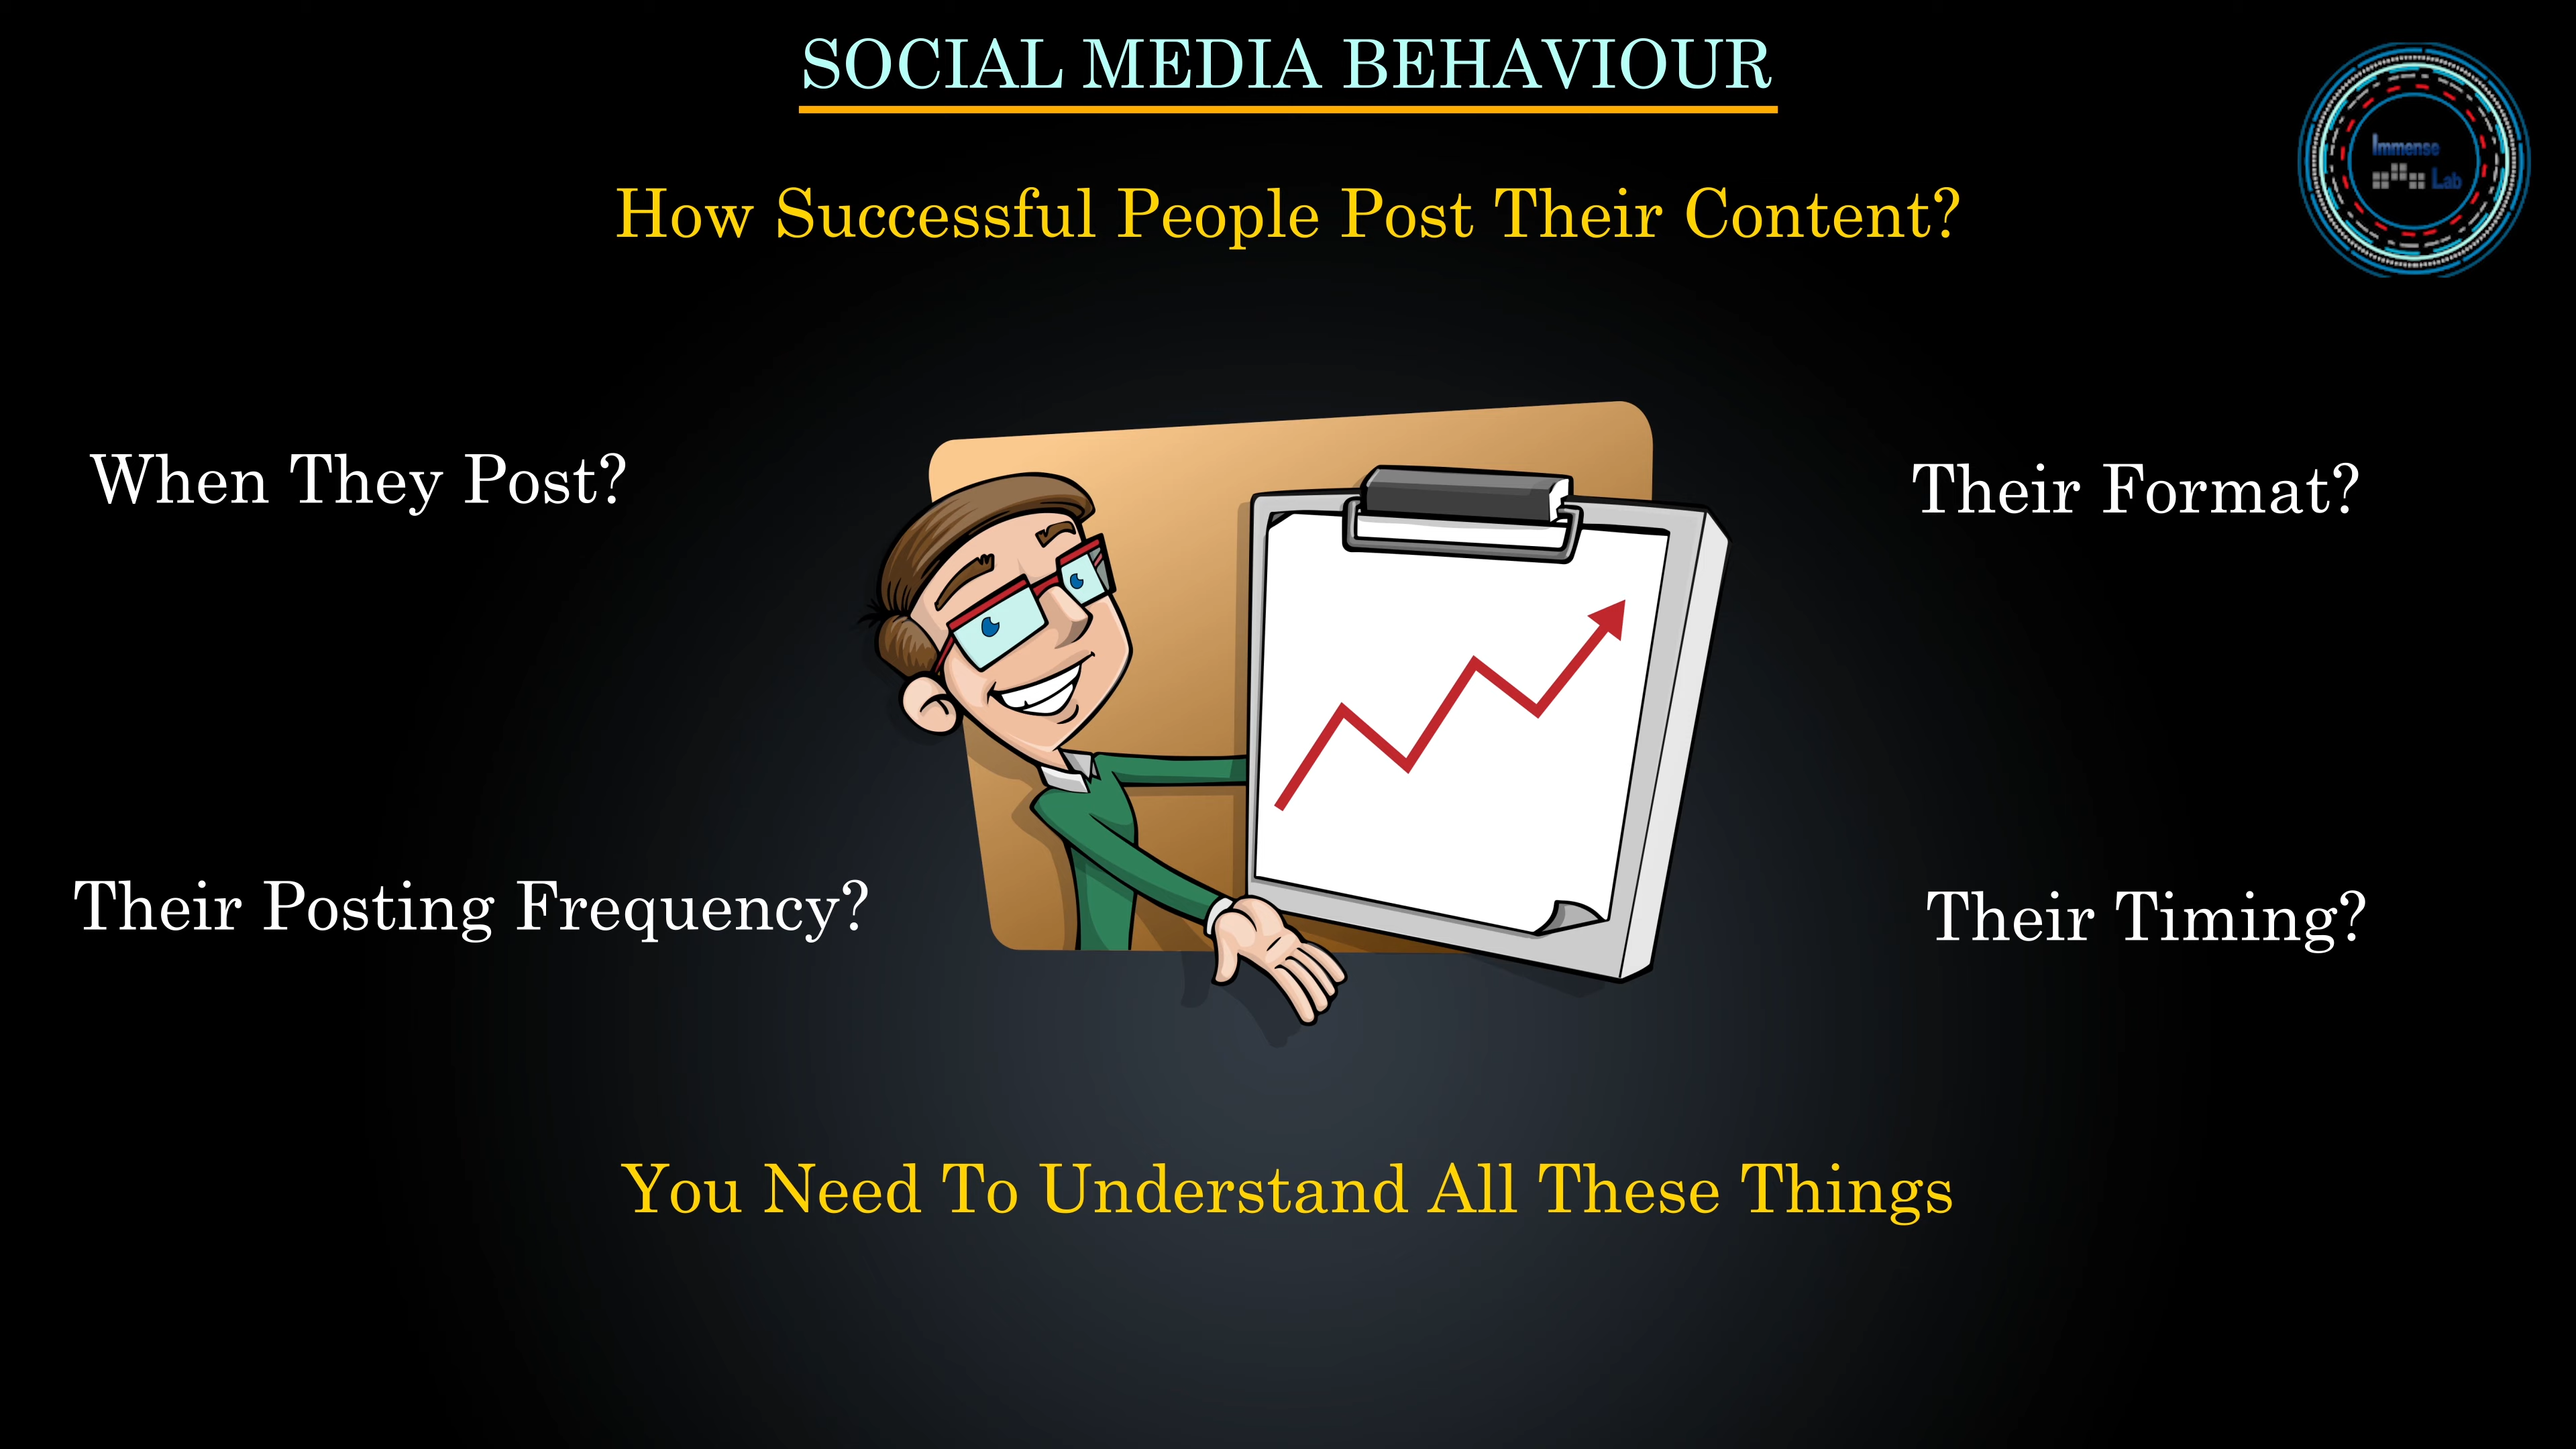 SOCIAL MEDIA BEHAVIOUR
Immense
Lab
How Successful People Post Their Content?
When They Post?
Their Format?
Their Posting Frequency?
Their Timing?
You Need To Understand All These Things